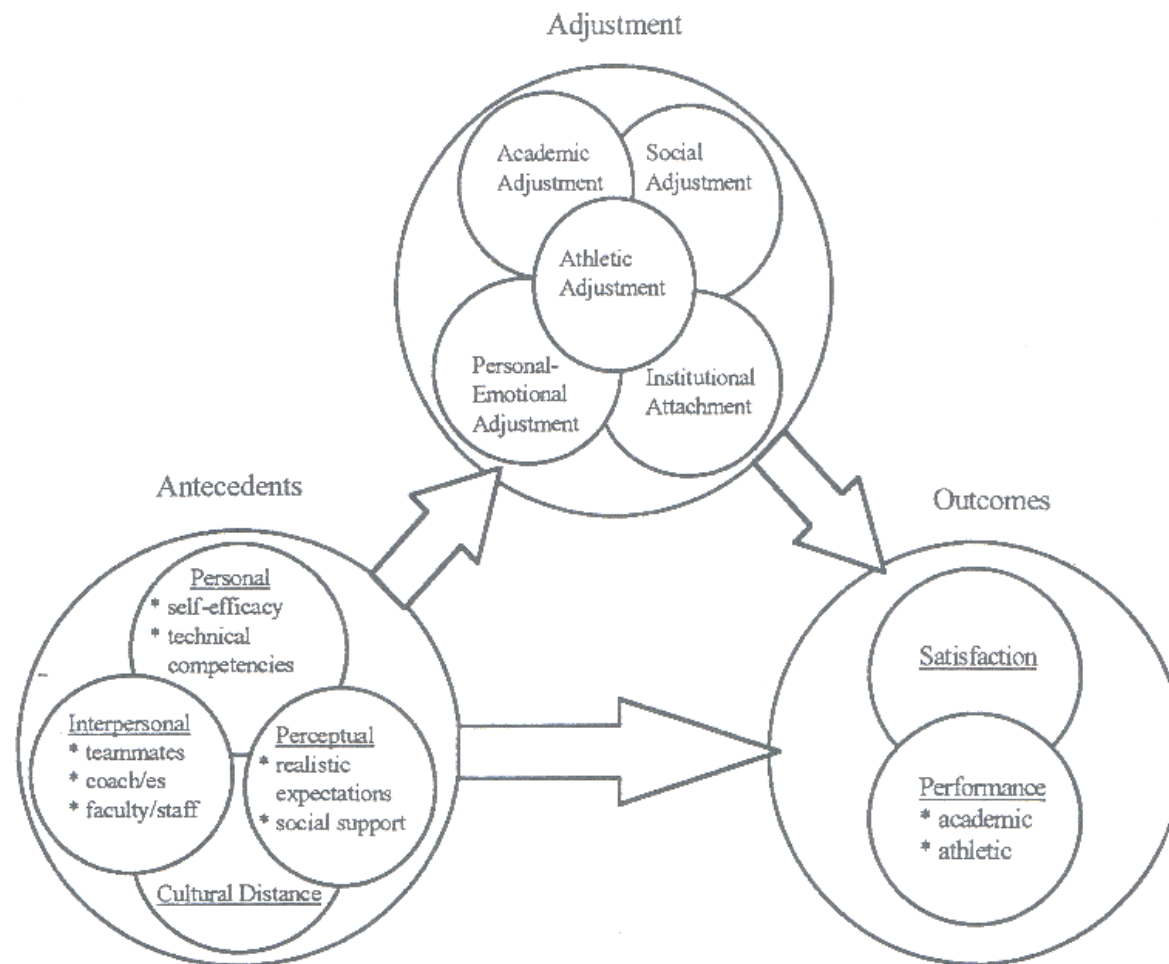 Adjustment
Academic
Adjustment
Social
Adjustment
Athletic
Adjustment
Personal-
Emotional
Adjustment
Institutional
Attachment
Antecedents
Personal
* self-efficacy
* technical
competencies
Interpersonal
* teammates
* coach/es
* faculty/staff
Perceptual
* realistic
expectations
* social support
Cultural Distance
Outcomes
Satisfaction
Performance
* academic
* athletic